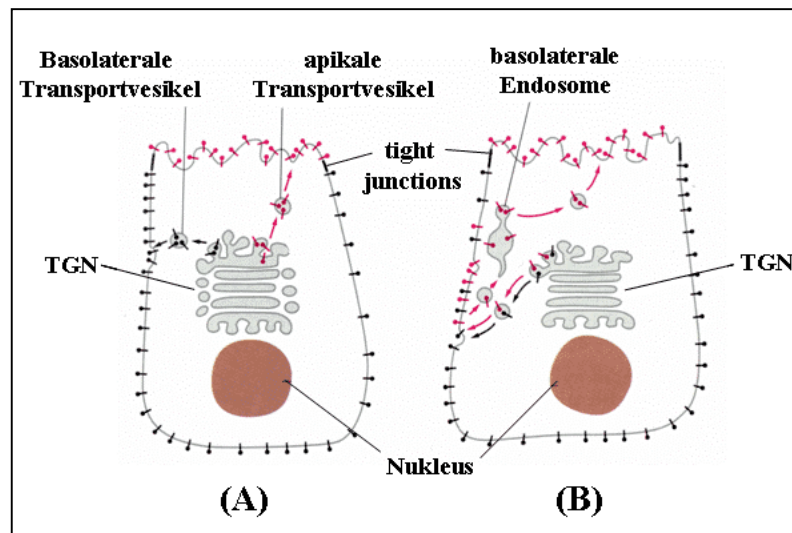 Basolaterale
Transportvesikel
apikale
Transportvesikel
basolaterale
Endosome
tight
junctions
TGN
TGN
Nukleus
(A)
(B)